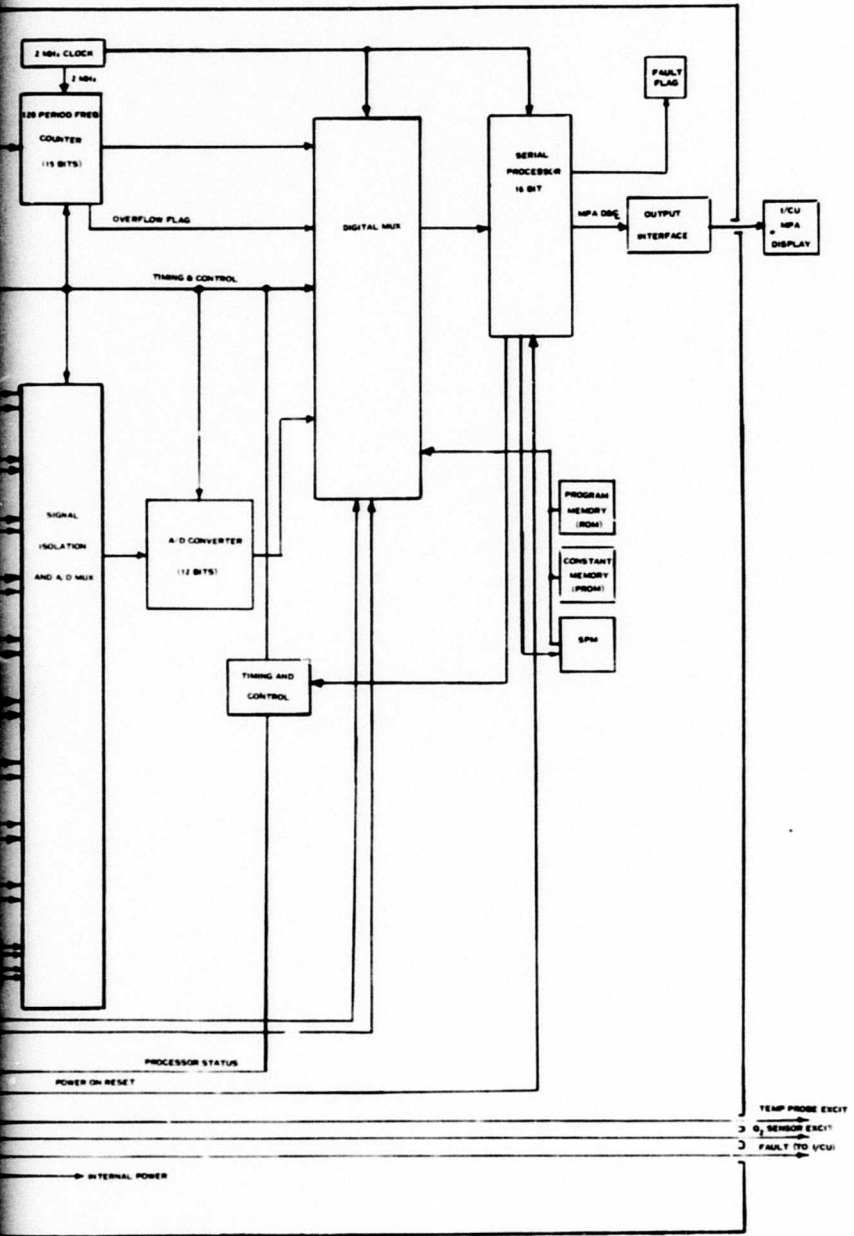 2 MHz CLOCK
2 MHz
128 PERIOD FREQ
COUNTER
(15 BITS)
OVERFLOW FLAG
TIMING & CONTROL
DIGITAL MUX
SERIAL
PROCESSOR
16 BIT
FAULT
FLAG
OUTPUT
INTERFACE
I/CU
MPA
DISPLAY
SIGNAL
ISOLATION
AND A/D MUX
A/D CONVERTER
(12 BITS)
TIMING AND
CONTROL
PROGRAM
MEMORY
(ROM)
CONSTANT
MEMORY
(PROM)
SPM
MPA
PROCESSOR STATUS
POWER ON RESET
TEMP PROBE EXCIT
O2 SENSOR EXCIT
FAULT (TO I/CU)
INTERNAL POWER